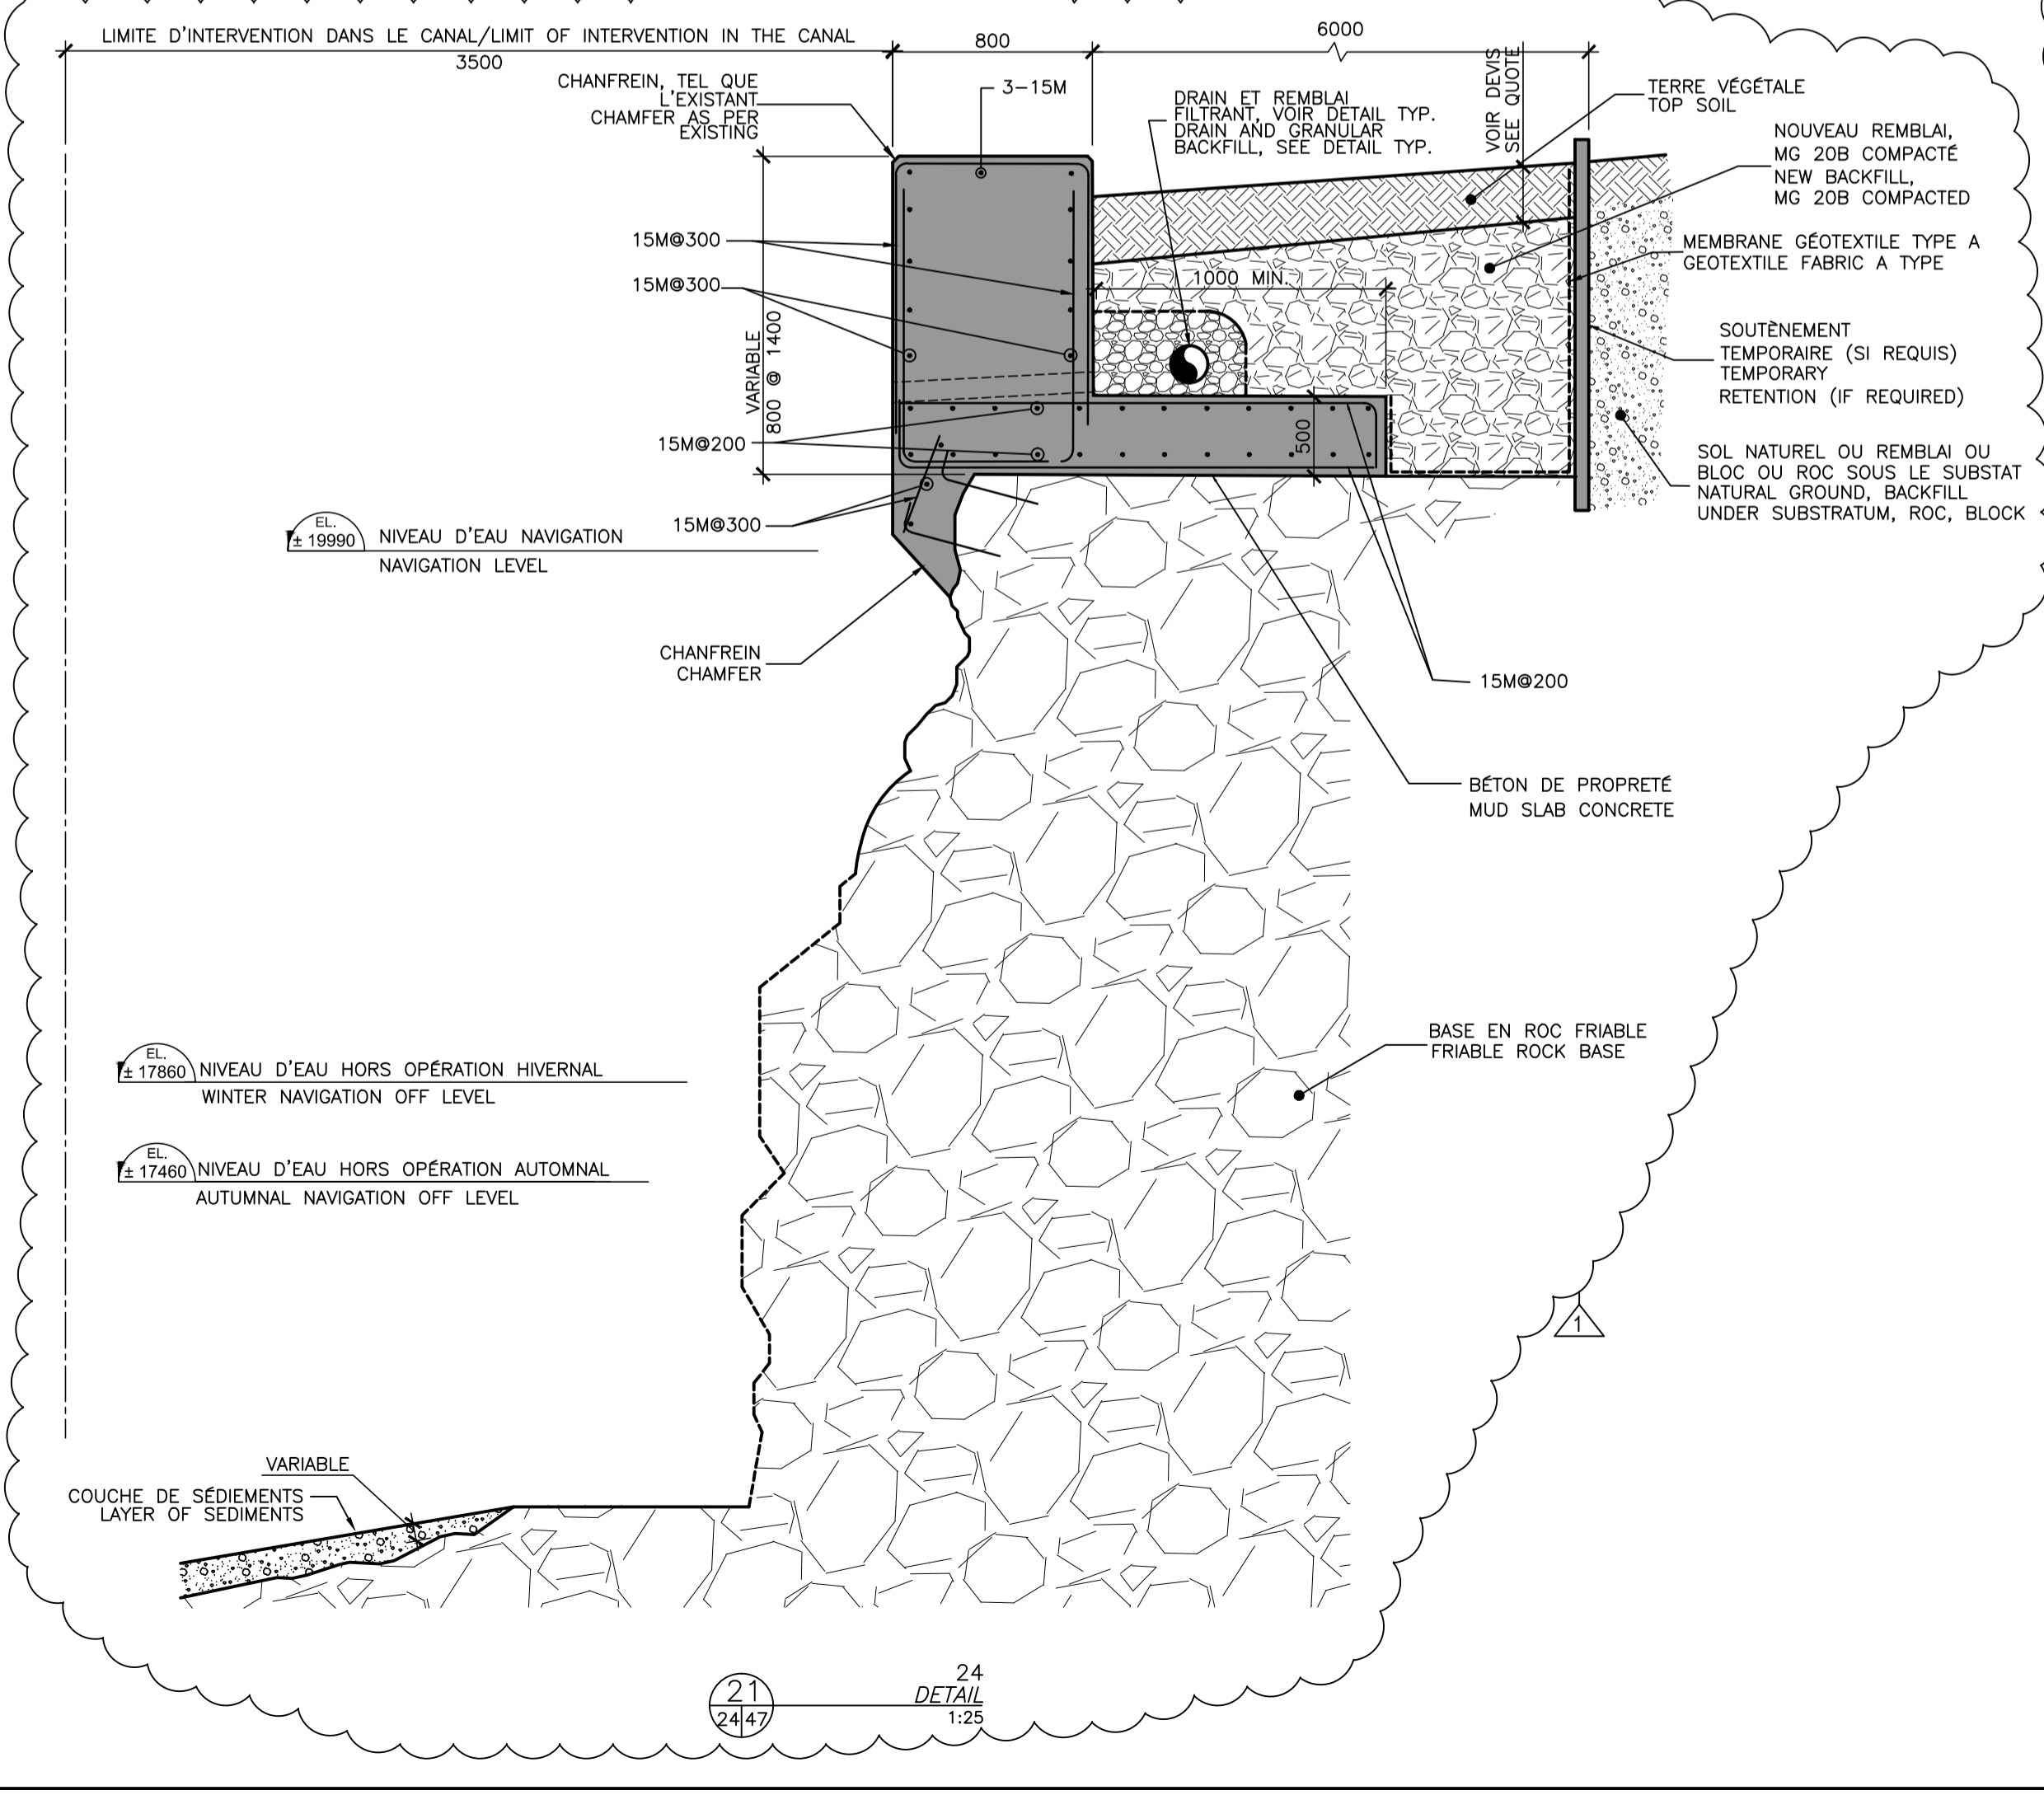 LIMITE D'INTERVENTION DANS LE CANAL/LIMIT OF INTERVENTION IN THE CANAL
3500
800
6000
CHANFREIN, TEL QUE
L'EXISTANT
CHAMFER AS PER
EXISTING
3-15M
DRAIN ET REMBLAI
FILTRANT, VOIR DETAIL TYP.
DRAIN AND GRANULAR
BACKFILL, SEE DETAIL TYP.
VOIR DEVIS
SEE QUOTE
TERRE VÉGÉTALE
TOP SOIL
NOUVEAU REMBLAI,
MG 20B COMPACTÉ
NEW BACKFILL,
MG 20B COMPACTED
15M@300
15M@300
VARIABLE
800 @ 1400
1000 MIN.
MEMBRANE GÉOTEXTILE TYPE A
GEOTEXTILE FABRIC A TYPE
SOUTÈNEMENT
TEMPORAIRE (SI REQUIS)
TEMPORARY
RETENTION (IF REQUIRED)
15M@200
500
SOL NATUREL OU REMBLAI OU
BLOC OU ROC SOUS LE SUBSTAT
NATURAL GROUND, BACKFILL
UNDER SUBSTRATUM, ROC, BLOCK
15M@300
EL.
± 19990
NIVEAU D'EAU NAVIGATION
NAVIGATION LEVEL
CHANFREIN
CHAMFER
15M@200
BÉTON DE PROPRETÉ
MUD SLAB CONCRETE
BASE EN ROC FRIABLE
FRIABLE ROCK BASE
EL.
± 17860
NIVEAU D'EAU HORS OPÉRATION HIVERNAL
WINTER NAVIGATION OFF LEVEL
EL.
± 17460
NIVEAU D'EAU HORS OPÉRATION AUTOMNAL
AUTUMNAL NAVIGATION OFF LEVEL
1
VARIABLE
COUCHE DE SÉDIEMENTS
LAYER OF SEDIMENTS
21
24 47
24
DETAIL
1:25